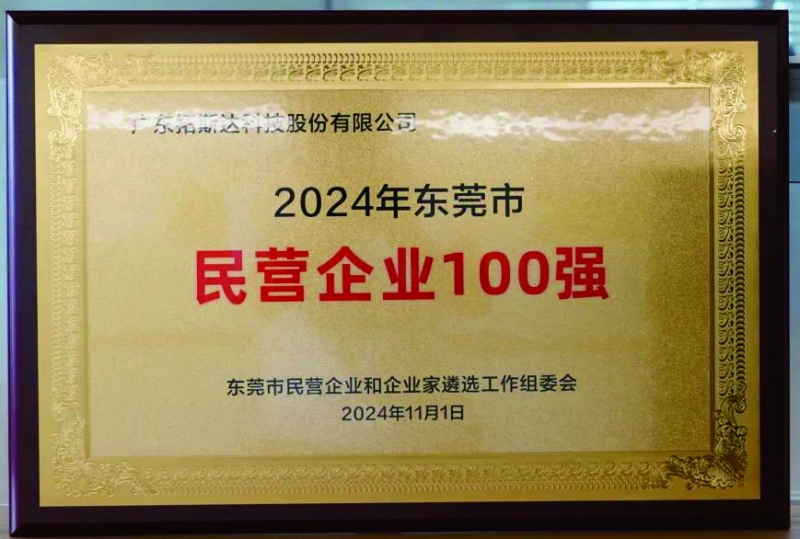 广东拓斯达科技股份有限公司
2024年东莞市
民营企业100强
东莞市民营企业和企业家遴选工作组委会
2024年11月1日